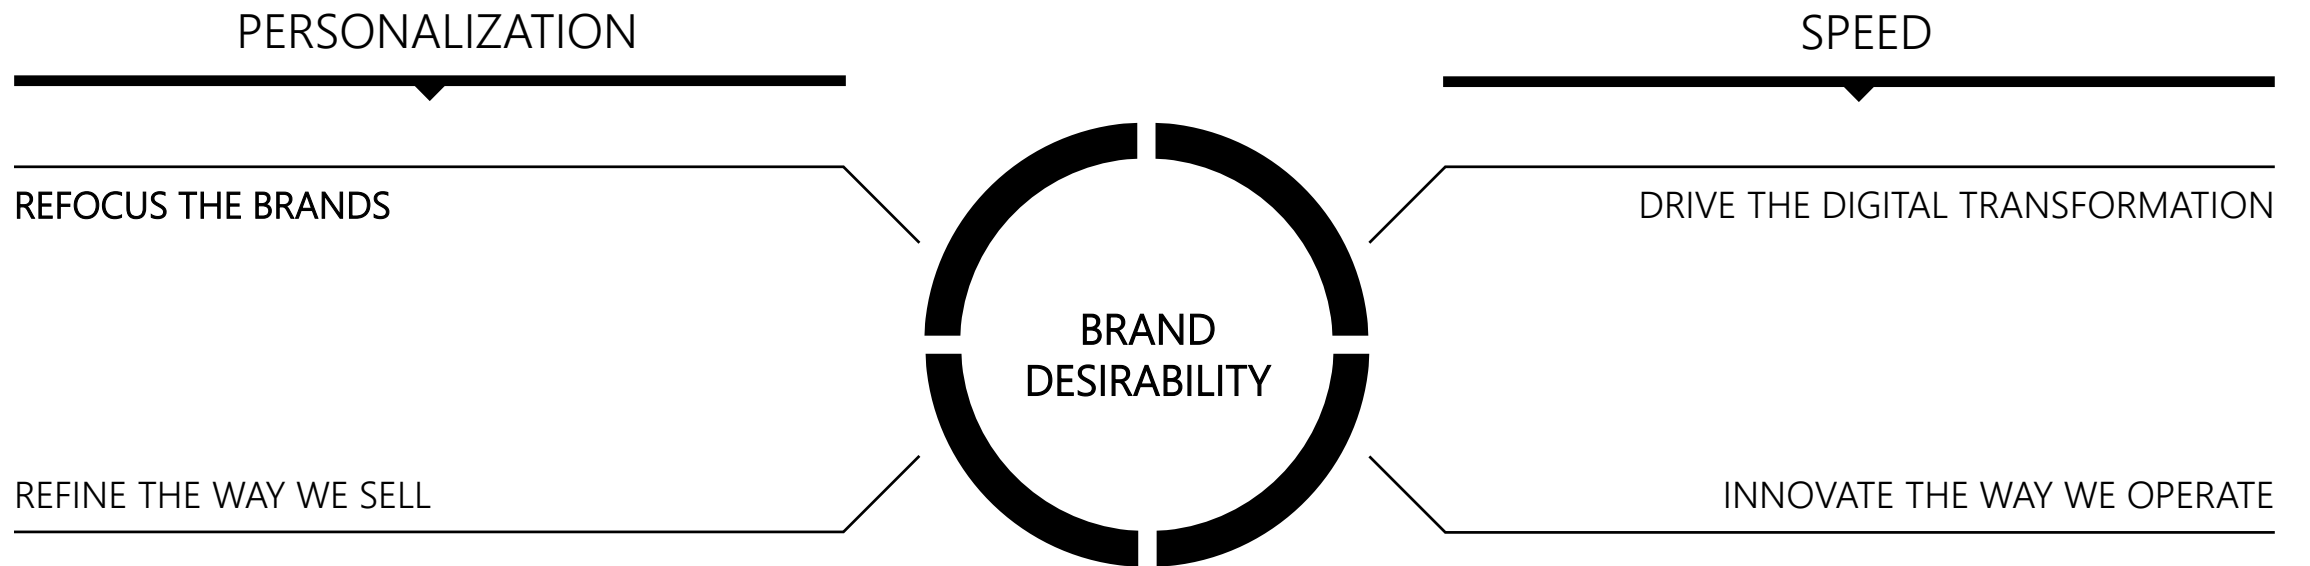 PERSONALIZATION
SPEED
REFOCUS THE BRANDS
DRIVE THE DIGITAL TRANSFORMATION
BRAND
DESIRABILITY
REFINE THE WAY WE SELL
INNOVATE THE WAY WE OPERATE